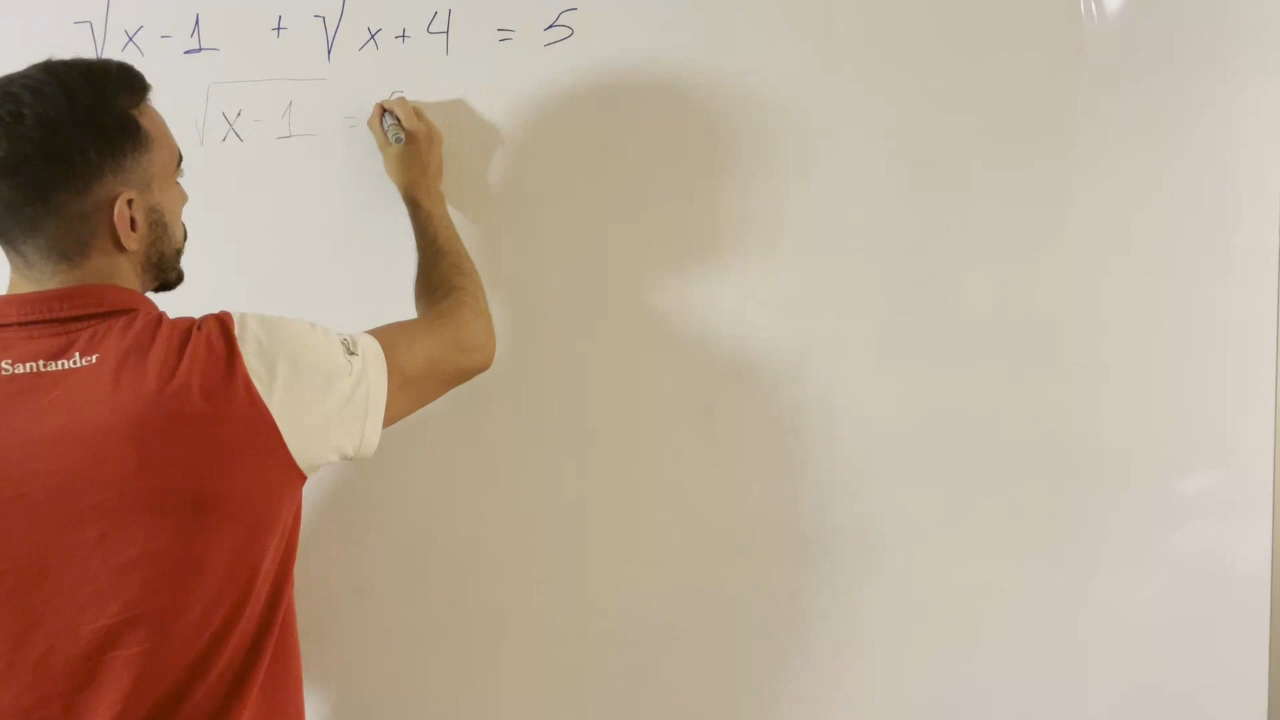 √x-1 + √x+4 = 5
√x-1 =
Santander